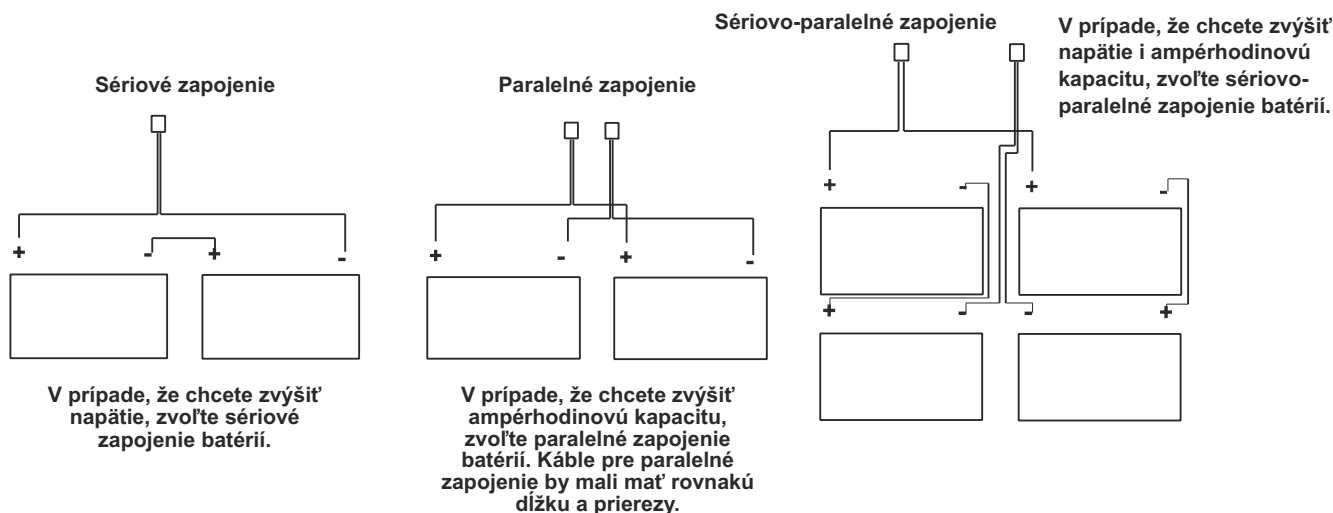 Sériové zapojenie
+
-
+
-
V prípade, že chcete zvýšiť
napätie, zvoľte sériové
zapojenie batérií.
Paralelné zapojenie
+
-
+
-
V prípade, že chcete zvýšiť
ampérhodinovú kapacitu,
zvoľte paralelné zapojenie
batérií. Káble pre paralelné
zapojenie by mali mať rovnakú
dĺžku a prierezy.
Sériovo-paralelné zapojenie
+
-
+
-
+
-
-
+
V prípade, že chcete zvýšiť
napätie i ampérhodinovú
kapacitu, zvoľte sériovo-
paralelné zapojenie batérií.